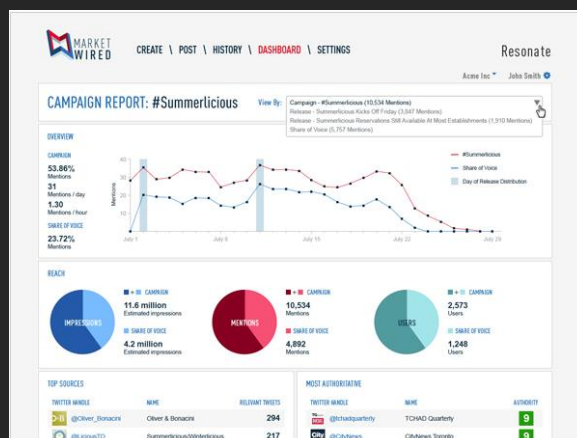 MARKET
WIRED
CREATE \ POST \ HISTORY \ DASHBOARD \ SETTINGS
Resonate
Acme Inc
John Smith
CAMPAIGN REPORT: #Summerlicious
View By:
Campaign - #Summerlicious (10,534 Mentions)
Release - Summerlicious Kicks Off Friday (3,847 Mentions)
Release - Summerlicious Reservations Still Available At Most Establishments (1,910 Mentions)
Share of Voice (5,757 Mentions)
OVERVIEW
CAMPAIGN
53.86%
Mentions
31
Mentions / day
1.30
Mentions / hour
SHARE OF VOICE
23.72%
Mentions
Mentions
40
30
20
10
July 1
July 8
July 15
July 22
July 29
#Summerlicious
Share of Voice
Day of Release Distribution
REACH
IMPRESSIONS
+ CAMPAIGN
11.6 million
Estimated impressions
SHARE OF VOICE
4.2 million
Estimated impressions
MENTIONS
+ CAMPAIGN
10,534
Mentions
SHARE OF VOICE
4,892
Mentions
USERS
+ CAMPAIGN
2,573
Users
SHARE OF VOICE
1,248
Users
TOP SOURCES
TWITTER HANDLE NAME RELEVANT TWEETS
@Oliver_Bonacini Oliver & Bonacini 294
@LiciousTO Summerlicious/Winterlicious 217
MOST AUTHORITATIVE
TWITTER HANDLE NAME AUTHORITY
@tchadquarterly TCHAD Quarterly 9
City @CityNews Citynews Toronto 9